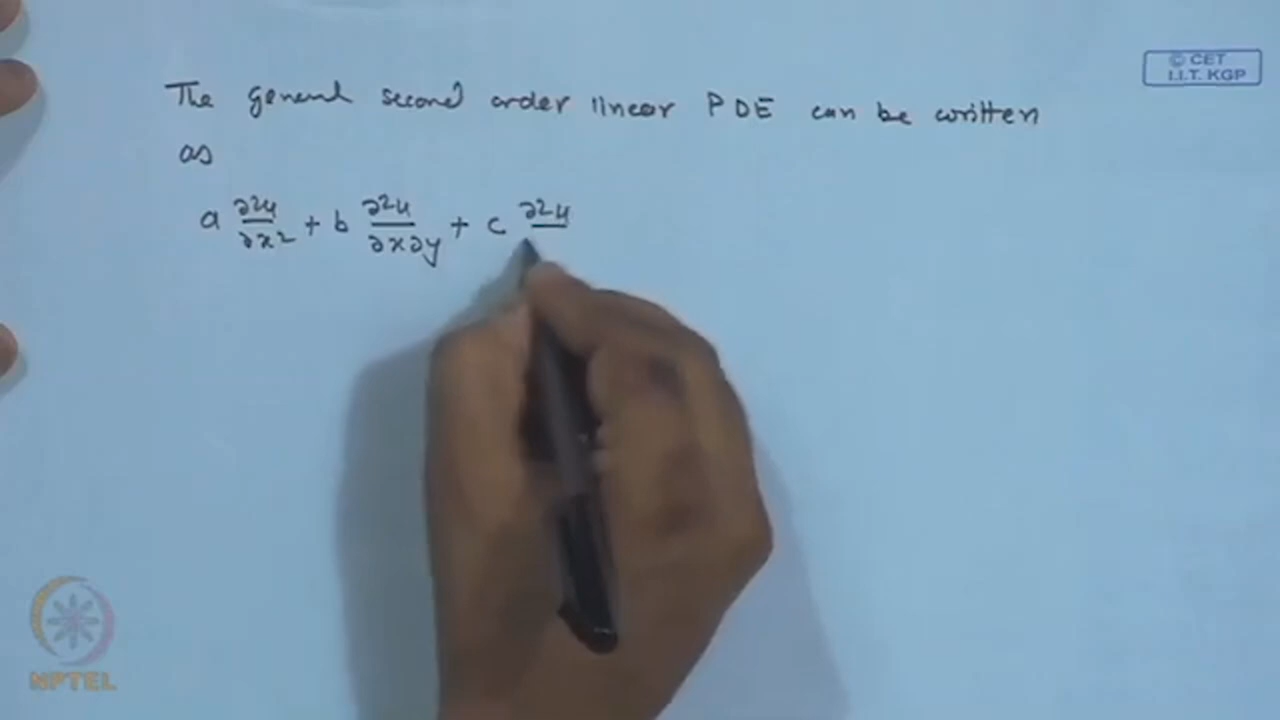 © CET
I.I.T. KGP
The general second order linear PDE can be written
as
a ∂²u/∂x² + b ∂²u/∂x∂y + c ∂²u
NPTEL